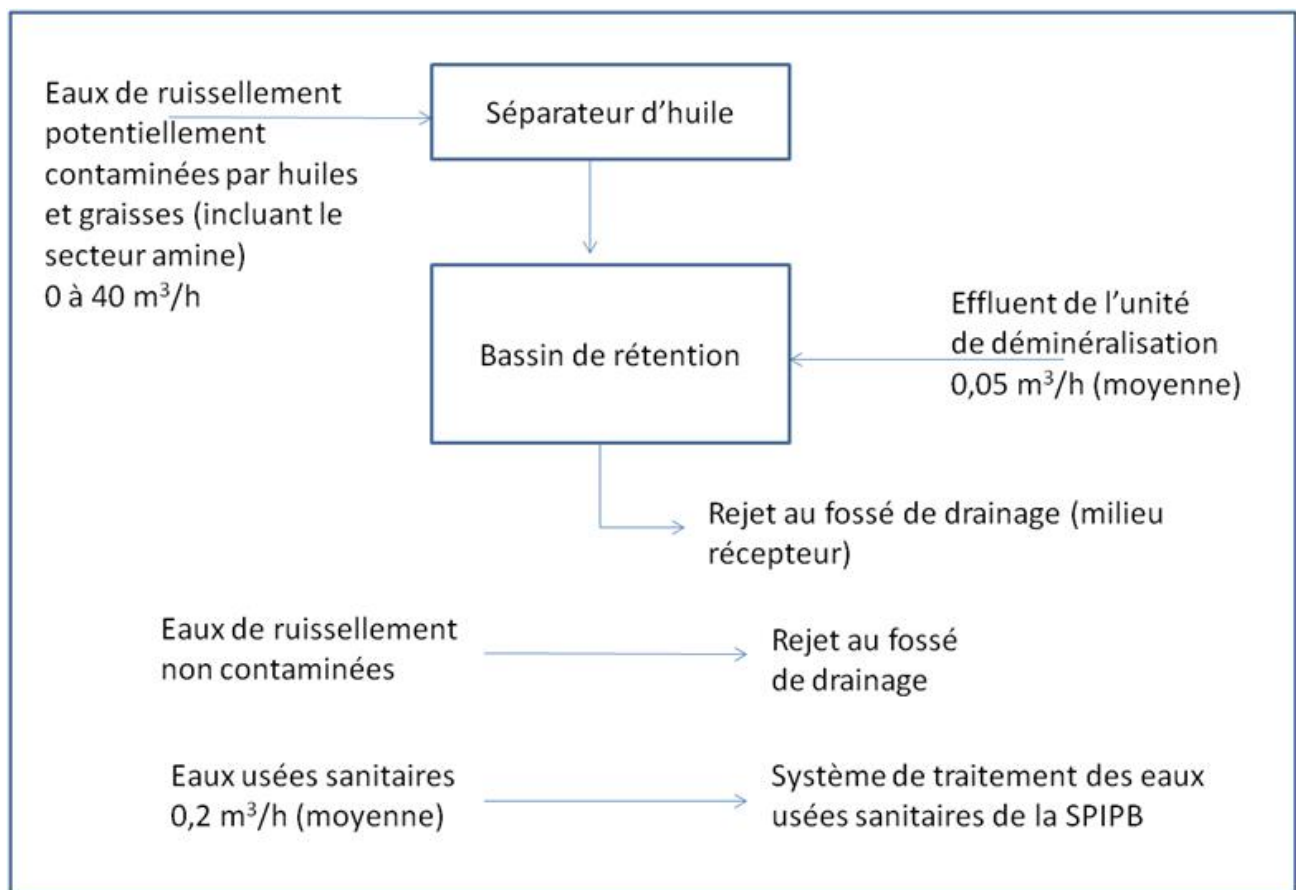 Eaux de ruissellement
potentiellement
contaminées par huiles
et graisses (incluant le
secteur amine)
0 à 40 m³/h
Séparateur d’huile
Bassin de rétention
Effluent de l’unité
de déminéralisation
0,05 m³/h (moyenne)
Rejet au fossé de drainage (milieu
récepteur)
Eaux de ruissellement
non contaminées
Rejet au fossé
de drainage
Eaux usées sanitaires
0,2 m³/h (moyenne)
Système de traitement des eaux
usées sanitaires de la SPIPB